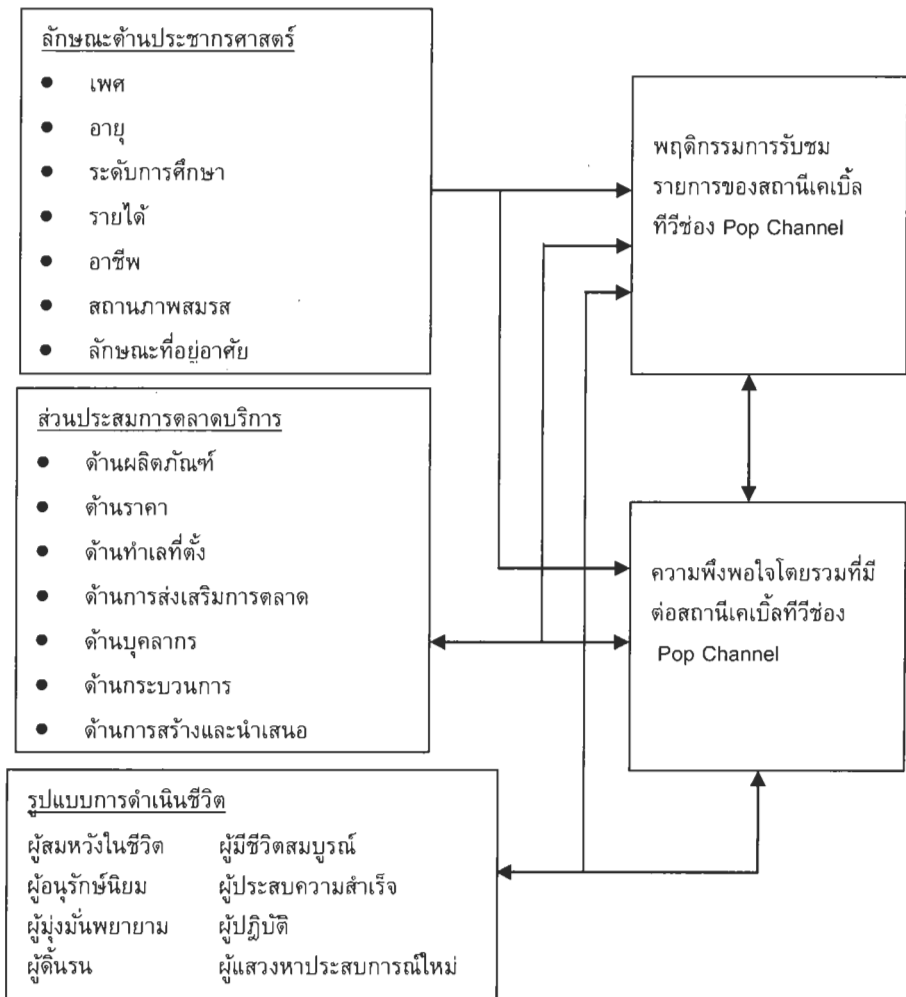 ลักษณะด้านประชากรศาสตร์
● เพศ
● อายุ
● ระดับการศึกษา
● รายได้
● อาชีพ
● สถานภาพสมรส
● ลักษณะที่อยู่อาศัย
พฤติกรรมการรับชม
รายการของสถานีเคเบิ้ล
ทีวีช่อง Pop Channel
ส่วนประสมการตลาดบริการ
● ด้านผลิตภัณฑ์
● ด้านราคา
● ด้านทำเลที่ตั้ง
● ด้านการส่งเสริมการตลาด
● ด้านบุคลากร
● ด้านกระบวนการ
● ด้านการสร้างและนำเสนอ
ความพึงพอใจโดยรวมที่มี
ต่อสถานีเคเบิ้ลทีวีช่อง
Pop Channel
รูปแบบการดำเนินชีวิต
ผู้สมหวังในชีวิต ผู้มีชีวิตสมบูรณ์
ผู้อนุรักษ์นิยม ผู้ประสบความสำเร็จ
ผู้มุ่งมั่นพยายาม ผู้ปฏิบัติ
ผู้ดิ้นรน ผู้แสวงหาประสบการณ์ใหม่